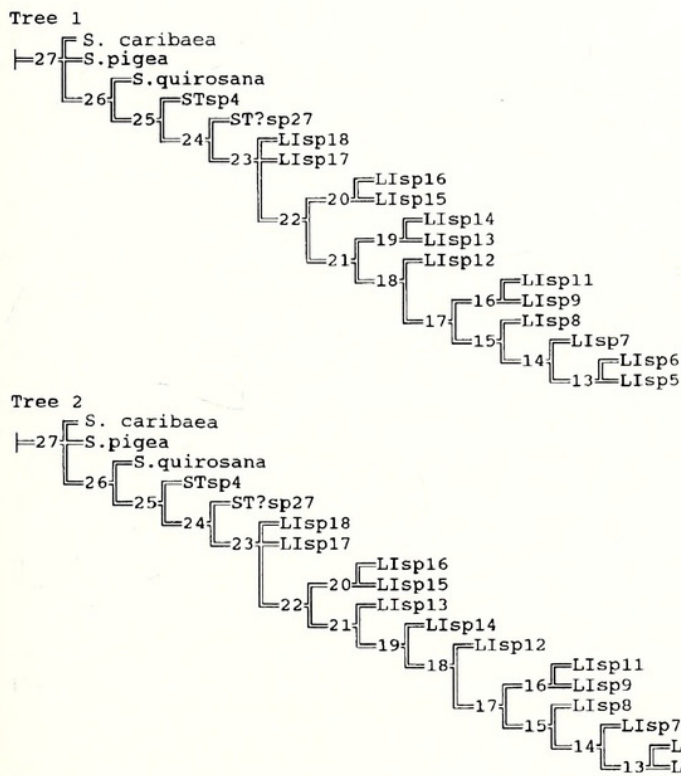 Tree 1
S. caribaea
27 S.pigea
S.quirosana
26
STsp4
25
ST?sp27
24
LIsp18
23 LIsp17
LIsp16
20 LIsp15
22
LIsp14
19 LIsp13
21
LIsp12
18
LIsp11
16 LIsp9
17
LIsp8
15
LIsp7
14
LIsp6
13 LIsp5
Tree 2
S. caribaea
27 S.pigea
S.quirosana
26
STsp4
25
ST?sp27
24
LIsp18
23 LIsp17
LIsp16
20 LIsp15
22
LIsp13
21
LIsp14
19
LIsp12
18
LIsp11
16 LIsp9
17
LIsp8
15
LIsp7
14
L
13 L